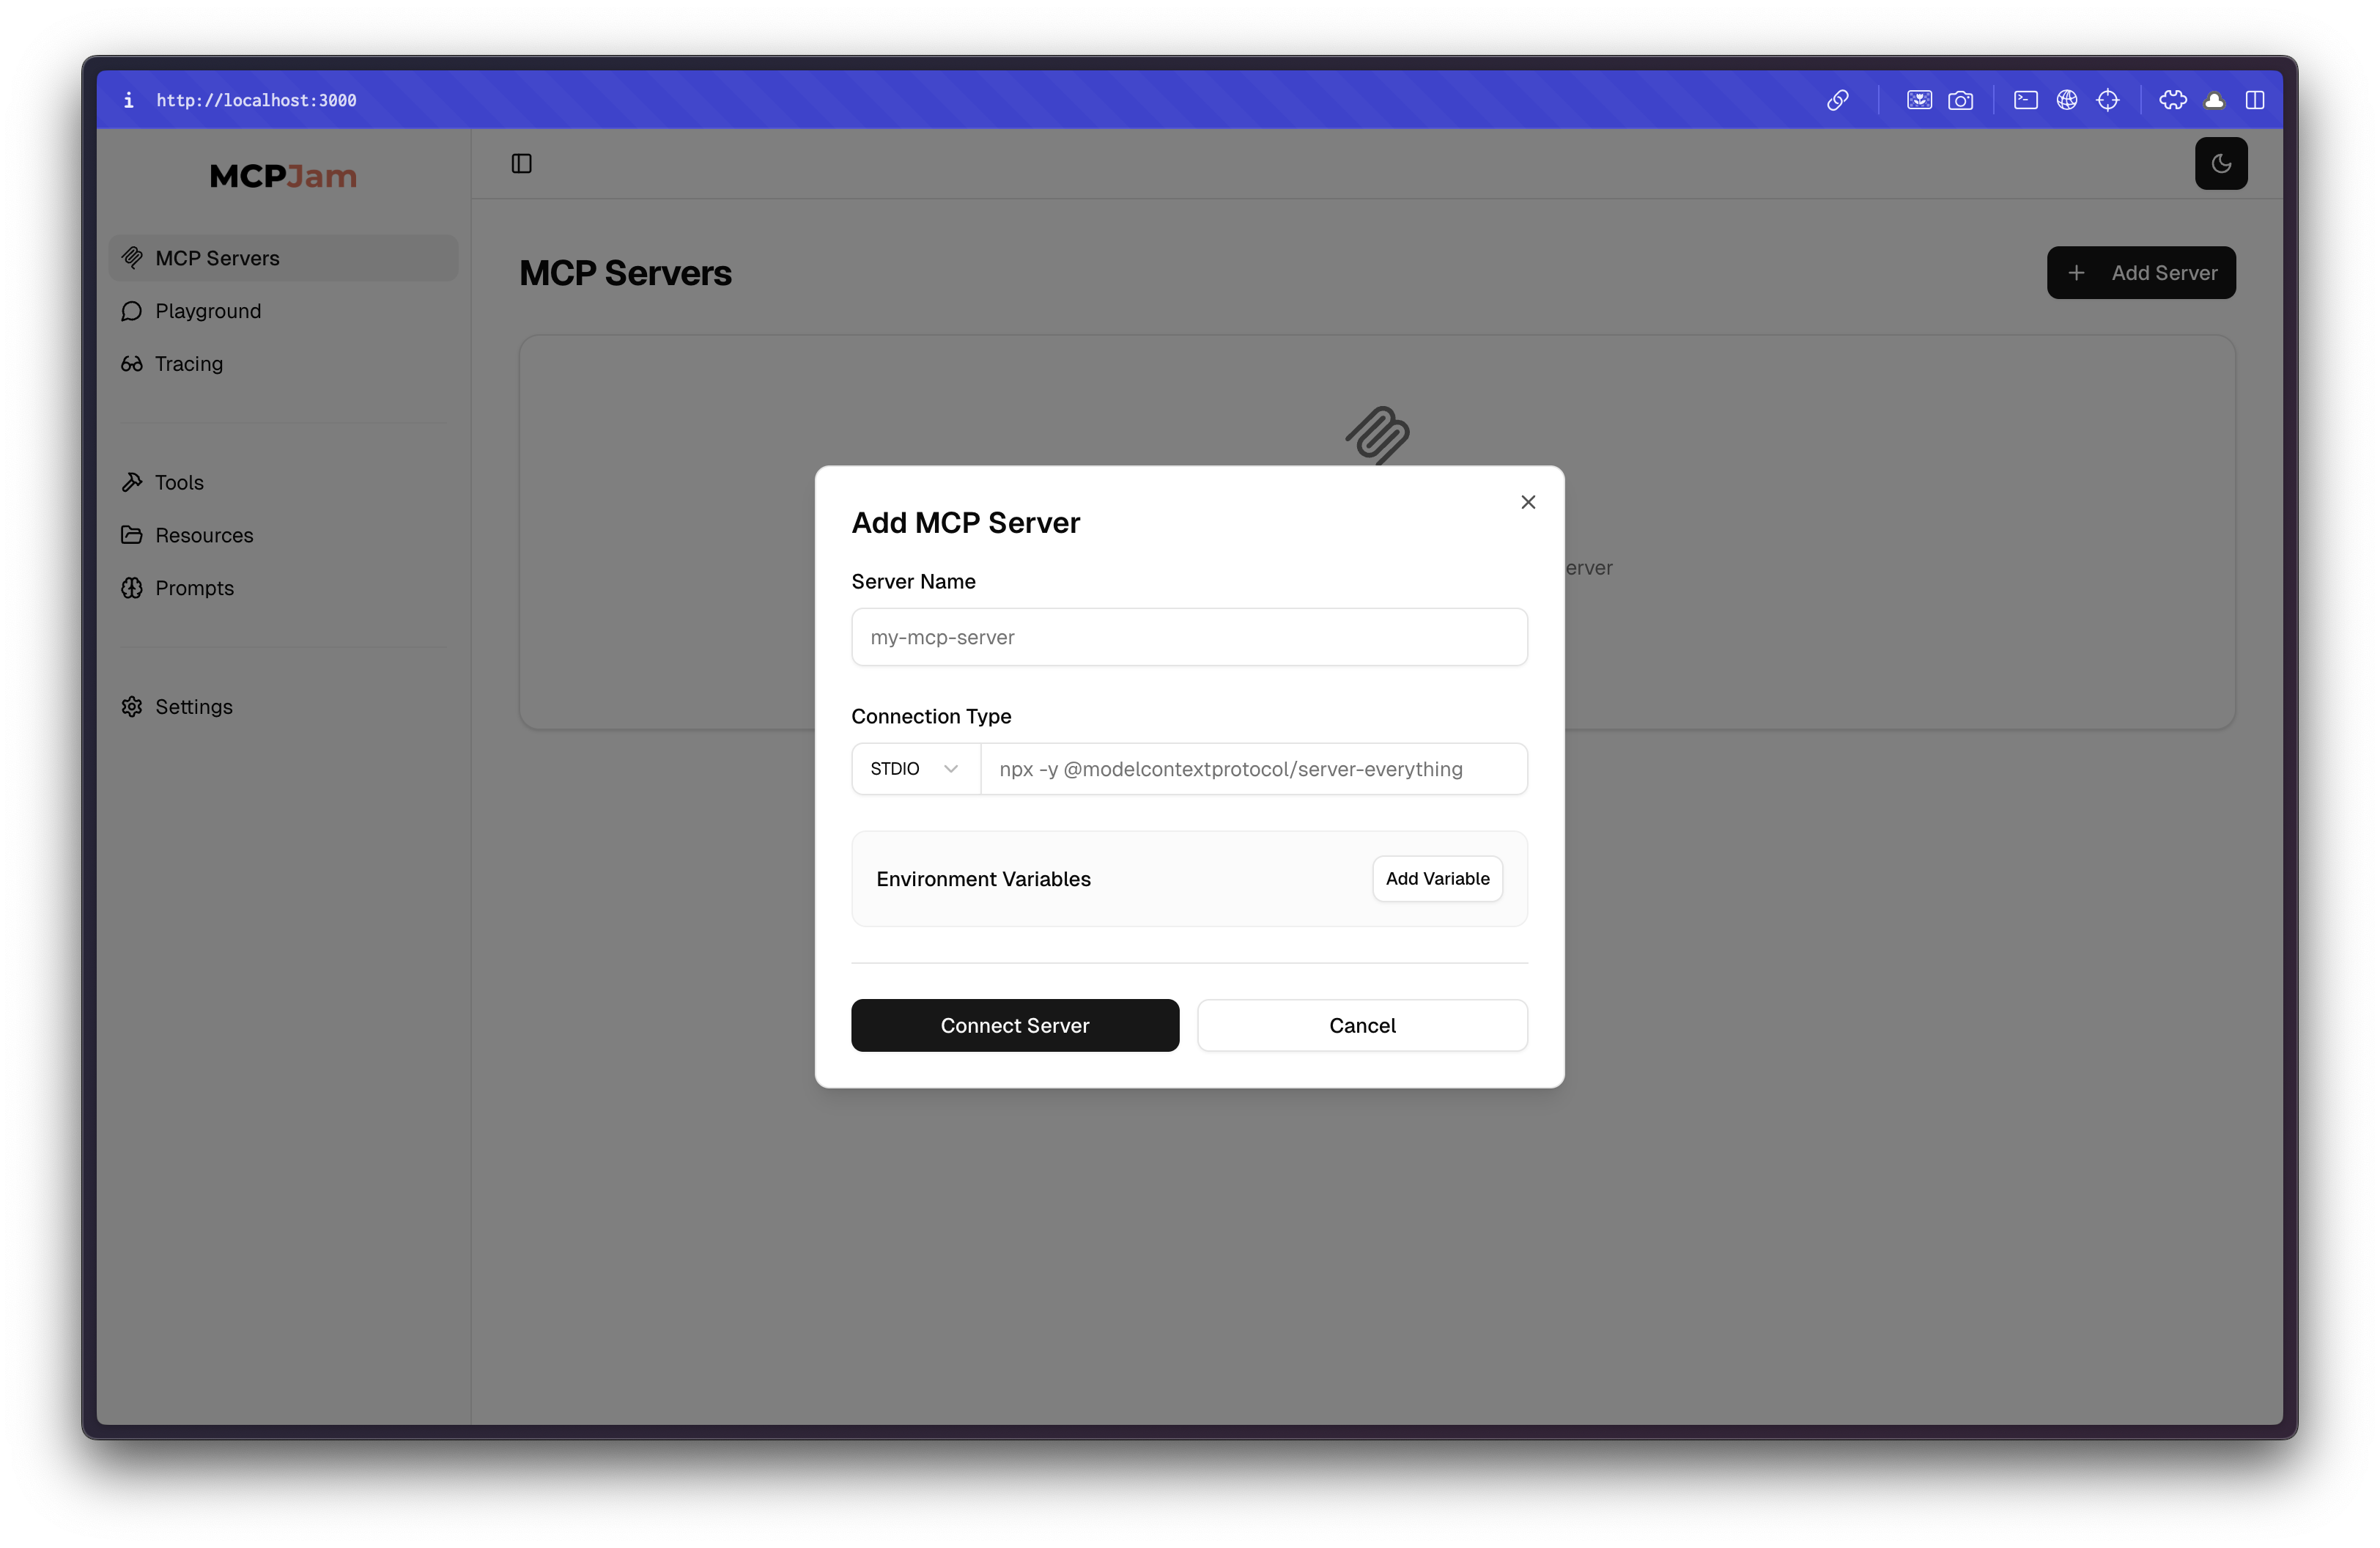 http://localhost:3000
MCPJam
MCP Servers
Playground
Tracing
Tools
Resources
Prompts
Settings
MCP Servers
Add Server
erver
Add MCP Server
Server Name
my-mcp-server
Connection Type
STDIO
npx -y @modelcontextprotocol/server-everything
Environment Variables
Add Variable
Connect Server
Cancel